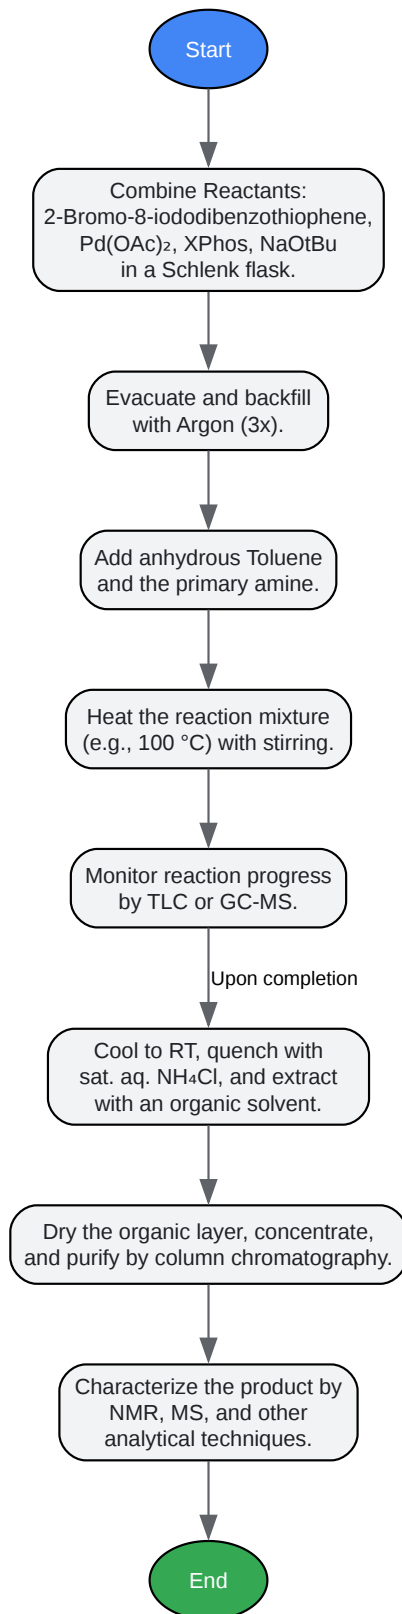 Start
Combine Reactants:
2-Bromo-8-iododibenzothiophene,
Pd(OAc)₂, XPhos, NaOtBu
in a Schlenk flask.
Evacuate and backfill
with Argon (3x).
Add anhydrous Toluene
and the primary amine.
Heat the reaction mixture
(e.g., 100 °C) with stirring.
Monitor reaction progress
by TLC or GC-MS.
Upon completion
Cool to RT, quench with
sat. aq. NH₄Cl, and extract
with an organic solvent.
Dry the organic layer, concentrate,
and purify by column chromatography.
Characterize the product by
NMR, MS, and other
analytical techniques.
End